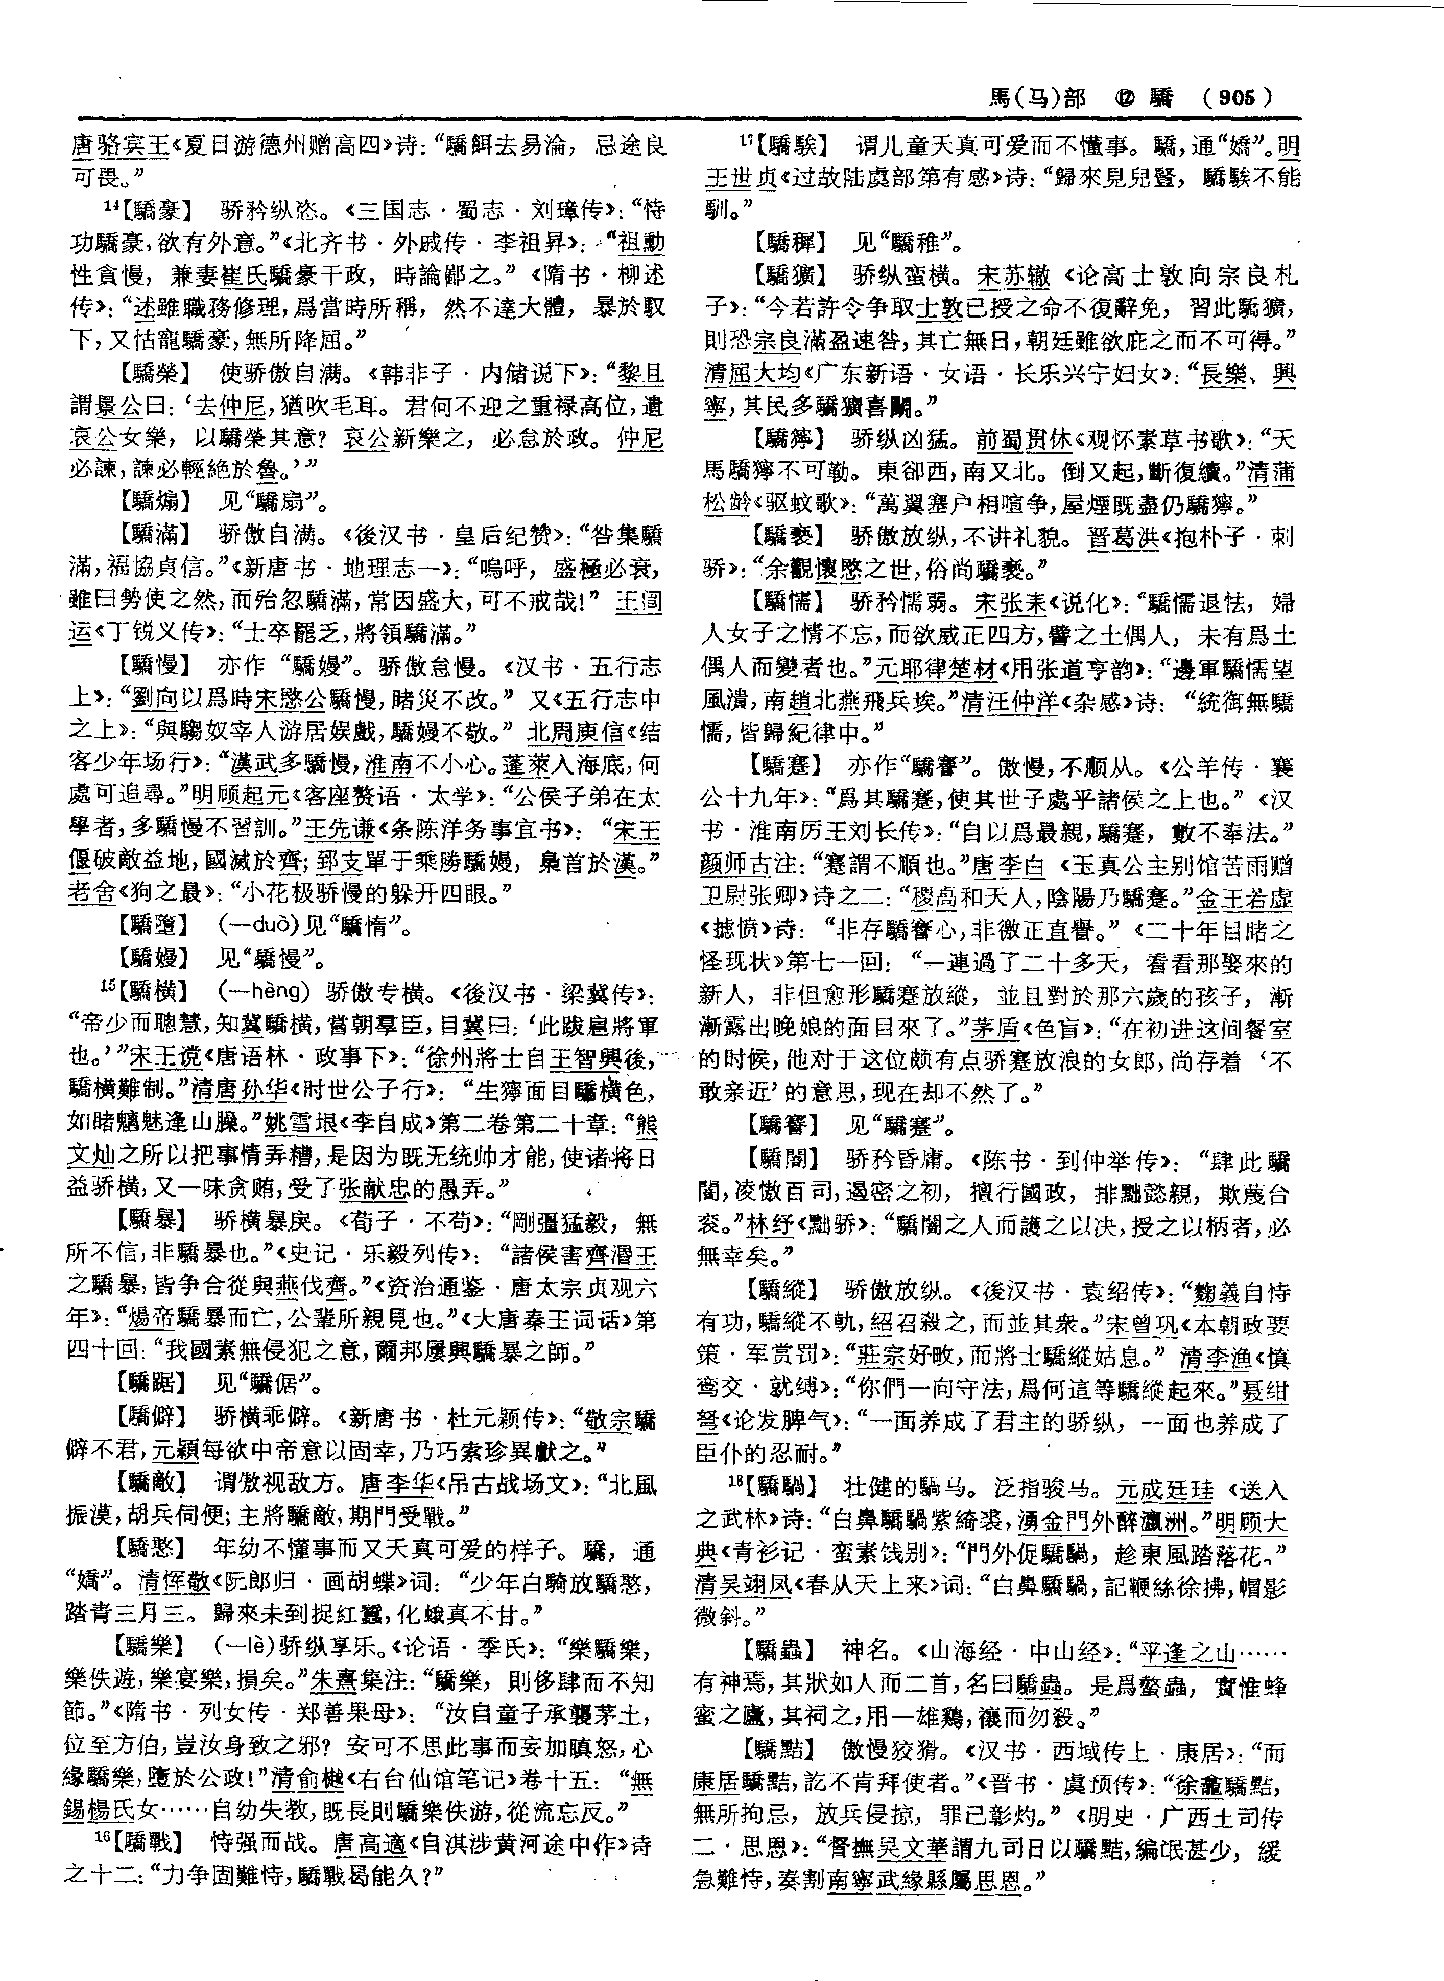 馬(马)部 ⑫ 驕 (905)
唐骆宾王《夏日游德州赠高四》诗：“驕餌去易淪，忌途良
可畏。”
14【驕豪】 骄矜纵恣。《三国志·蜀志·刘璋传》：“恃
功驕豪，欲有外意。”《北齐书·外戚传·李祖昇》：“祖勳
性貪慢，兼妻崔氏驕豪干政，時論鄙之。”《隋书·柳述
传》：“述雖職務修理，爲當時所稱，然不達大體，暴於馭
下，又怙寵驕豪，無所降屈。”
【驕榮】 使骄傲自满。《韩非子·内储说下》：“黎且
謂景公曰：‘去仲尼，猶吹毛耳。君何不迎之重禄高位，遺
哀公女樂，以驕榮其意？哀公新樂之，必怠於政。仲尼
必諫，諫必輕絶於魯。’”
【驕煽】 见“驕扇”。
【驕滿】 骄傲自满。《後汉书·皇后纪赞》：“咎集驕
滿，福協貞信。”《新唐书·地理志一》：“嗚呼，盛極必衰，
雖曰勢使之然，而殆忽驕滿，常因盛大，可不戒哉！”王闿
运《丁锐义传》：“士卒罷乏，將領驕滿。”
【驕慢】 亦作“驕嫚”。骄傲怠慢。《汉书·五行志
上》：“劉向以爲時宋愍公驕慢，睹災不改。”又《五行志中
之上》：“與騶奴宰人游居娱戲，驕嫚不敬。”北周庾信《结
客少年场行》：“漢武多驕慢，淮南不小心。蓬萊入海底，何
處可追尋。”明顾起元《客座赘语·太学》：“公侯子弟在太
學者，多驕慢不習訓。”王先谦《条陈洋务事宜书》：“宋王
偃破敵益地，國滅於齊；郅支單于乘勝驕嫚，梟首於漢。”
老舍《狗之最》：“小花极骄慢的躲开四眼。”
【驕墮】 （—duò）见“驕惰”。
【驕嫚】 见“驕慢”。
15【驕横】 （—hèng）骄傲专横。《後汉书·梁冀传》：
“帝少而聰慧，知冀驕横，嘗朝羣臣，目冀曰：‘此跋扈將軍
也。’”宋王谠《唐语林·政事下》：“徐州將士自王智興後，
驕横難制。”清唐孙华《时世公子行》：“生獰面目驕横色，
如睹魑魅逢山臊。”姚雪垠《李自成》第二卷第二十章：“熊
文灿之所以把事情弄糟，是因为既无统帅才能，使诸将日
益骄横，又一味贪贿，受了张献忠的愚弄。”
【驕暴】 骄横暴戾。《荀子·不苟》：“剛彊猛毅，無
所不信，非驕暴也。”《史记·乐毅列传》：“諸侯害齊湣王
之驕暴，皆争合從與燕伐齊。”《资治通鉴·唐太宗贞观六
年》：“煬帝驕暴而亡，公輩所親見也。”《大唐秦王词话》第
四十回：“我國素無侵犯之意，爾邦屢興驕暴之師。”
【驕踞】 见“驕倨”。
【驕僻】 骄横乖僻。《新唐书·杜元颖传》：“敬宗驕
僻不君，元穎每欲中帝意以固幸，乃巧索珍異獻之。”
【驕敵】 谓傲视敌方。唐李华《吊古战场文》：“北風
振漠，胡兵伺便；主將驕敵，期門受戰。”
【驕憨】 年幼不懂事而又天真可爱的样子。驕，通
“嬌”。清恽敬《阮郎归·画胡蝶》词：“少年白騎放驕憨，
踏青三月三。歸來未到捉紅蠶，化蛾真不甘。”
【驕樂】 （—lè）骄纵享乐。《论语·季氏》：“樂驕樂，
樂佚遊，樂宴樂，損矣。”朱熹集注：“驕樂，則侈肆而不知
節。”《隋书·列女传·郑善果母》：“汝自童子承襲茅土，
位至方伯，豈汝身致之邪？安可不思此事而妄加瞋怒，心
緣驕樂，墮於公政！”清俞樾《右台仙馆笔记》卷十五：“無
錫楊氏女……自幼失教，既長則驕樂佚游，從流忘反。”
16【驕戰】 恃强而战。唐高適《自淇涉黄河途中作》诗
之十二：“力争固難恃，驕戰曷能久？”
17【驕騃】 谓儿童天真可爱而不懂事。驕，通“嬌”。明
王世贞《过故陆虞部第有感》诗：“歸來見兒豎，驕騃不能
馴。”
【驕穉】 见“驕稚”。
【驕獷】 骄纵蛮横。宋苏辙《论高士敦向宗良札
子》：“今若許令争取士敦已授之命不復辭免，習此驕獷，
則恐宗良滿盈速咎，其亡無日，朝廷雖欲庇之而不可得。”
清屈大均《广东新语·女语·长乐兴宁妇女》：“長樂、興
寧，其民多驕獷喜鬭。”
【驕獰】 骄纵凶猛。前蜀贯休《观怀素草书歌》：“天
馬驕獰不可勒。東卻西，南又北。倒又起，斷復續。”清蒲
松龄《驱蚊歌》：“萬翼塞户相喧争，屋煙既盡仍驕獰。”
【驕褻】 骄傲放纵，不讲礼貌。晋葛洪《抱朴子·刺
骄》：“余觀懷愍之世，俗尚驕褻。”
【驕懦】 骄矜懦弱。宋张耒《说化》：“驕懦退怯，婦
人女子之情不忘，而欲威正四方，譬之土偶人，未有爲土
偶人而變者也。”元耶律楚材《用张道亨韵》：“邊軍驕懦望
風潰，南趙北燕飛兵埃。”清汪仲洋《杂感》诗：“統御無驕
懦，皆歸紀律中。”
【驕蹇】 亦作“驕謇”。傲慢，不顺从。《公羊传·襄
公十九年》：“爲其驕蹇，使其世子處乎諸侯之上也。”《汉
书·淮南厉王刘长传》：“自以爲最親，驕蹇，數不奉法。”
颜师古注：“蹇謂不順也。”唐李白《玉真公主别馆苦雨赠
卫尉张卿》诗之二：“稷卨和天人，陰陽乃驕蹇。”金王若虚
《摅愤》诗：“非存驕謇心，非徼正直譽。”《二十年目睹之
怪现状》第七一回：“一連過了二十多天，看看那娶來的
新人，非但愈形驕蹇放縱，並且對於那六歲的孩子，漸
漸露出晚娘的面目來了。”茅盾《色盲》：“在初进这间餐室
的时候，他对于这位颇有点骄蹇放浪的女郎，尚存着‘不
敢亲近’的意思，现在却不然了。”
【驕謇】 见“驕蹇”。
【驕闇】 骄矜昏庸。《陈书·到仲举传》：“肆此驕
闇，凌慠百司，遏密之初，擅行國政，排黜懿親，欺蔑台
衮。”林纾《黜骄》：“驕闇之人而護之以决，授之以柄者，必
無幸矣。”
【驕縱】 骄傲放纵。《後汉书·袁绍传》：“麴義自恃
有功，驕縱不軌，紹召殺之，而並其衆。”宋曾巩《本朝政要
策·军赏罚》：“莊宗好畋，而將士驕縱姑息。”清李渔《慎
鸾交·就缚》：“你們一向守法，爲何這等驕縱起來。”聂绀
弩《论发脾气》：“一面养成了君主的骄纵，一面也养成了
臣仆的忍耐。”
18【驕騧】 壮健的騧马。泛指骏马。元成廷珪《送人
之武林》诗：“白鼻驕騧紫綺裘，湧金門外醉瀛洲。”明顾大
典《青衫记·蛮素饯别》：“門外促驕騧，趁東風踏落花。”
清吴翊凤《春从天上来》词：“白鼻驕騧，記鞭絲徐拂，帽影
微斜。”
【驕蟲】 神名。《山海经·中山经》：“平逢之山……
有神焉，其狀如人而二首，名曰驕蟲。是爲螫蟲，實惟蜂
蜜之廬，其祠之，用一雄鷄，禳而勿殺。”
【驕黠】 傲慢狡猾。《汉书·西域传上·康居》：“而
康居驕黠，訖不肯拜使者。”《晋书·虞预传》：“徐龕驕黠，
無所拘忌，放兵侵掠，罪已彰灼。”《明史·广西土司传
二·思恩》：“督撫吴文華謂九司日以驕黠，編氓甚少，緩
急難恃，奏割南寧武緣縣屬思恩。”